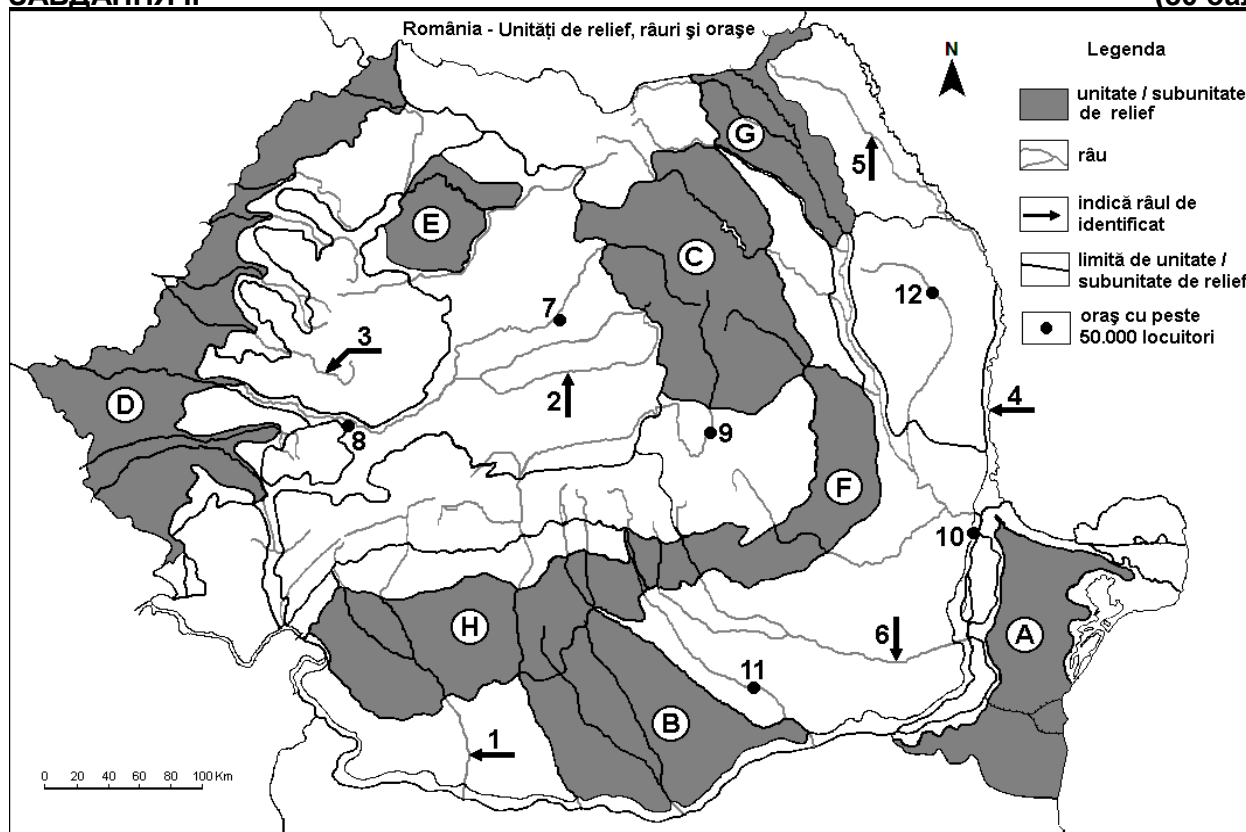 ЗАВДАННЯ
România - Unităţi de relief, râuri şi oraşe
N
Legenda
unitate / subunitate
de relief
râu
indică râul de
identificat
limită de unitate /
subunitate de relief
oraş cu peste
50.000 locuitori
G
5
E
C
12
7
3
D
2
4
8
9
F
10
H
6
A
11
B
1
0 20 40 60 80 100 Km